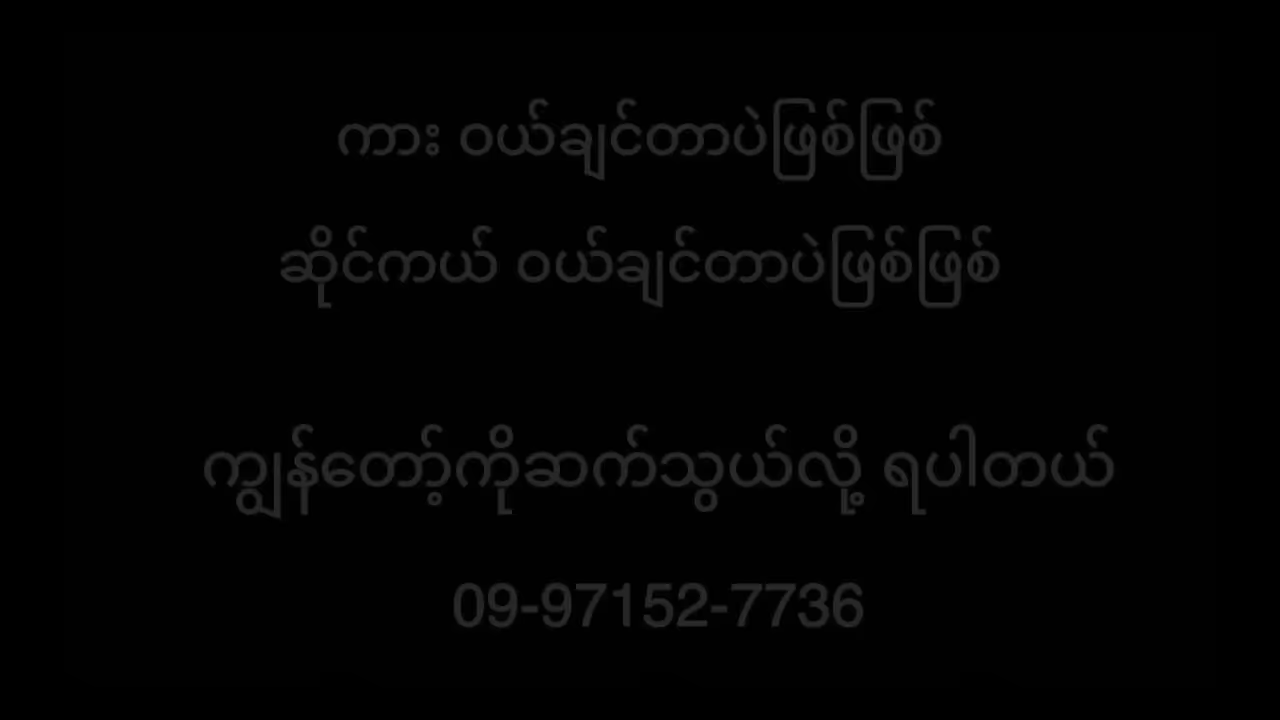 ကား ဝယ်ချင်တာပဲဖြစ်ဖြစ်
ဆိုင်ကယ် ဝယ်ချင်တာပဲဖြစ်ဖြစ်
ကျွန်တော့်ကိုဆက်သွယ်လို့ ရပါတယ်
09-97152-7736